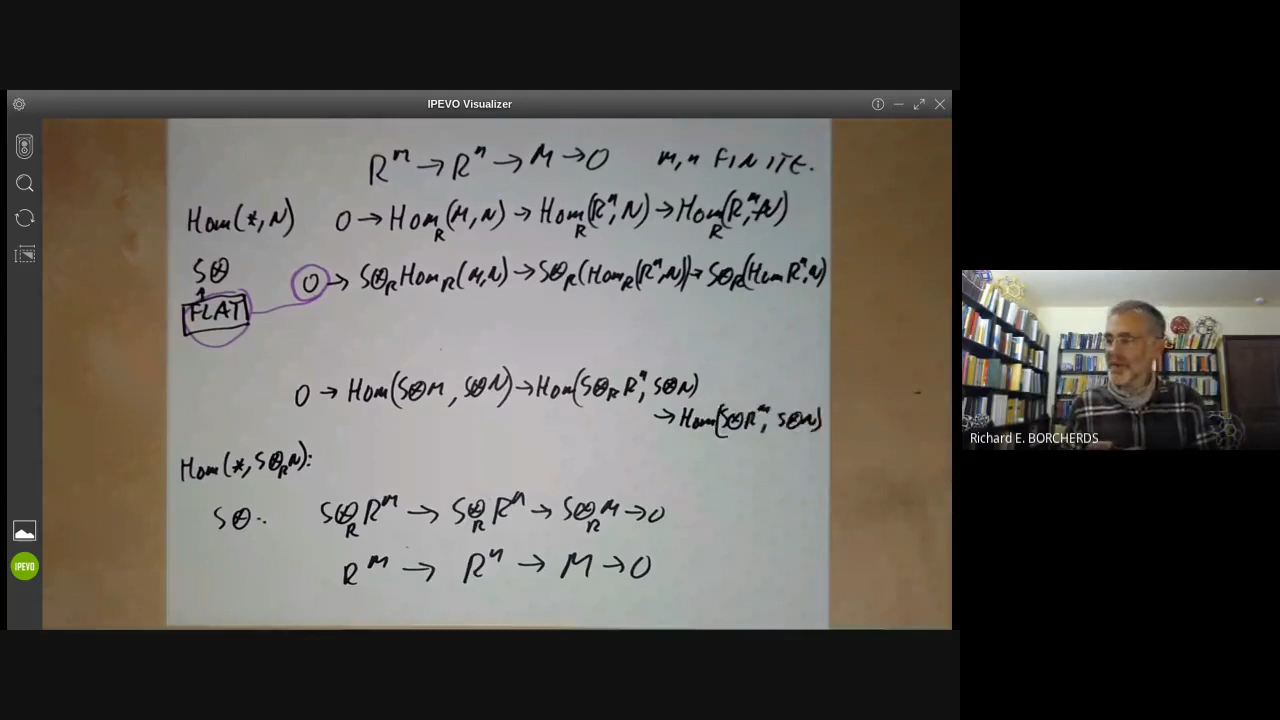 IPEVO Visualizer
R^m → R^n → M → 0 m, n FINITE.
Hom(*, N) 0 → Hom_R(M, N) → Hom_R(R^n, N) → Hom_R(R^m, N)
S⊗ 0 → S⊗_R Hom_R(M, N) → S⊗_R(Hom_R(R^n, N)) → S⊗_R(Hom R^m, N)
↑
FLAT
0 → Hom(S⊗M, S⊗N) → Hom(S⊗_R R^n, S⊗N)
→ Hom(S⊗R^m, S⊗N)
Hom(*, S⊗_R N):
S⊗.. S⊗_R R^m → S⊗_R R^n → S⊗_R M → 0
R^m → R^n → M → 0
IPEVO
Richard E. BORCHERDS